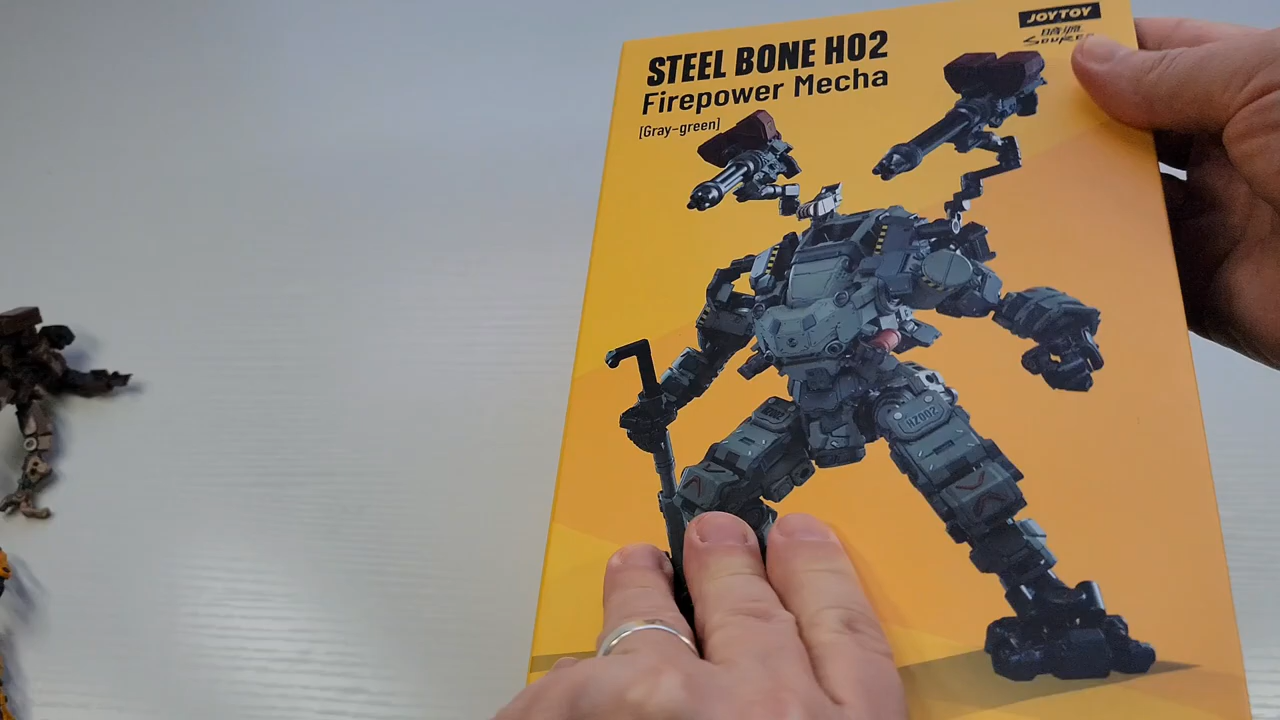 JOYTOY
STEEL BONE H02
Firepower Mecha
[Gray-green]
HZ002